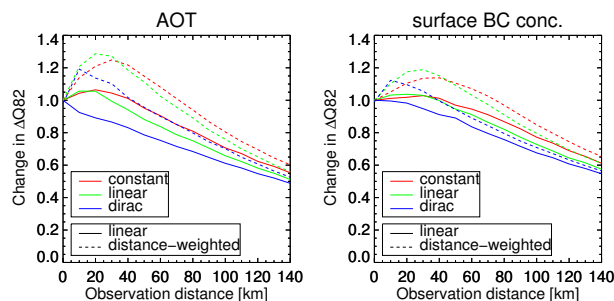 AOT
Change in ΔQ82
1.4
1.2
1.0
0.8
0.6
0.4
0.2
0.0
constant
linear
dirac
linear
distance-weighted
0 20 40 60 80 100 120 140
Observation distance [km]
surface BC conc.
Change in ΔQ82
1.4
1.2
1.0
0.8
0.6
0.4
0.2
0.0
constant
linear
dirac
linear
distance-weighted
0 20 40 60 80 100 120 140
Observation distance [km]